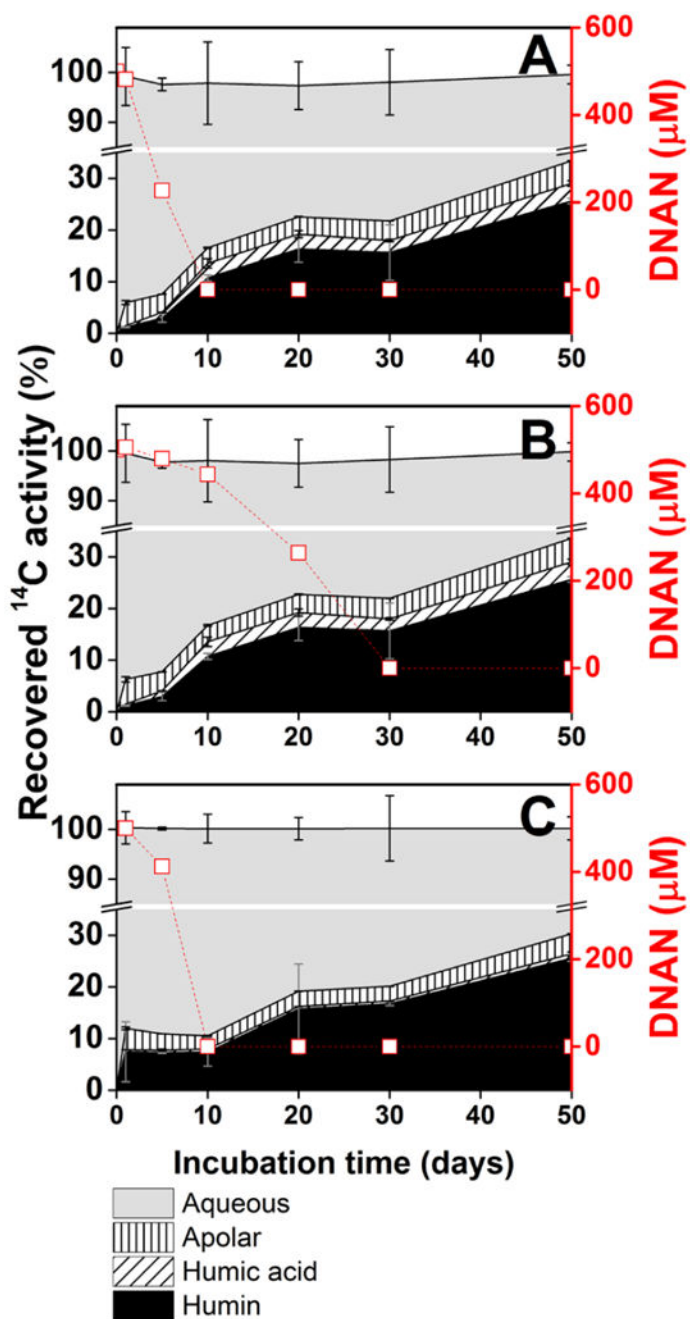 A
100
90
30
20
10
0
0 10 20 30 40 50
600
400
200
0
DNAN (µM)
B
100
90
30
20
10
0
0 10 20 30 40 50
600
400
200
0
DNAN (µM)
C
100
90
30
20
10
0
0 10 20 30 40 50
600
400
200
0
DNAN (µM)
Recovered ¹⁴C activity (%)
Incubation time (days)
Aqueous
Apolar
Humic acid
Humin